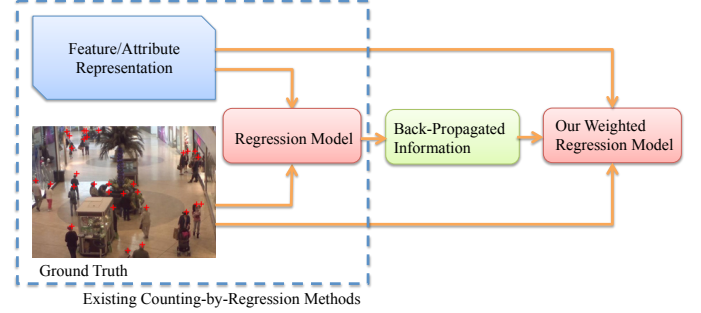 Feature/Attribute
Representation
Regression Model
Back-Propagated
Information
Our Weighted
Regression Model
Ground Truth
Existing Counting-by-Regression Methods